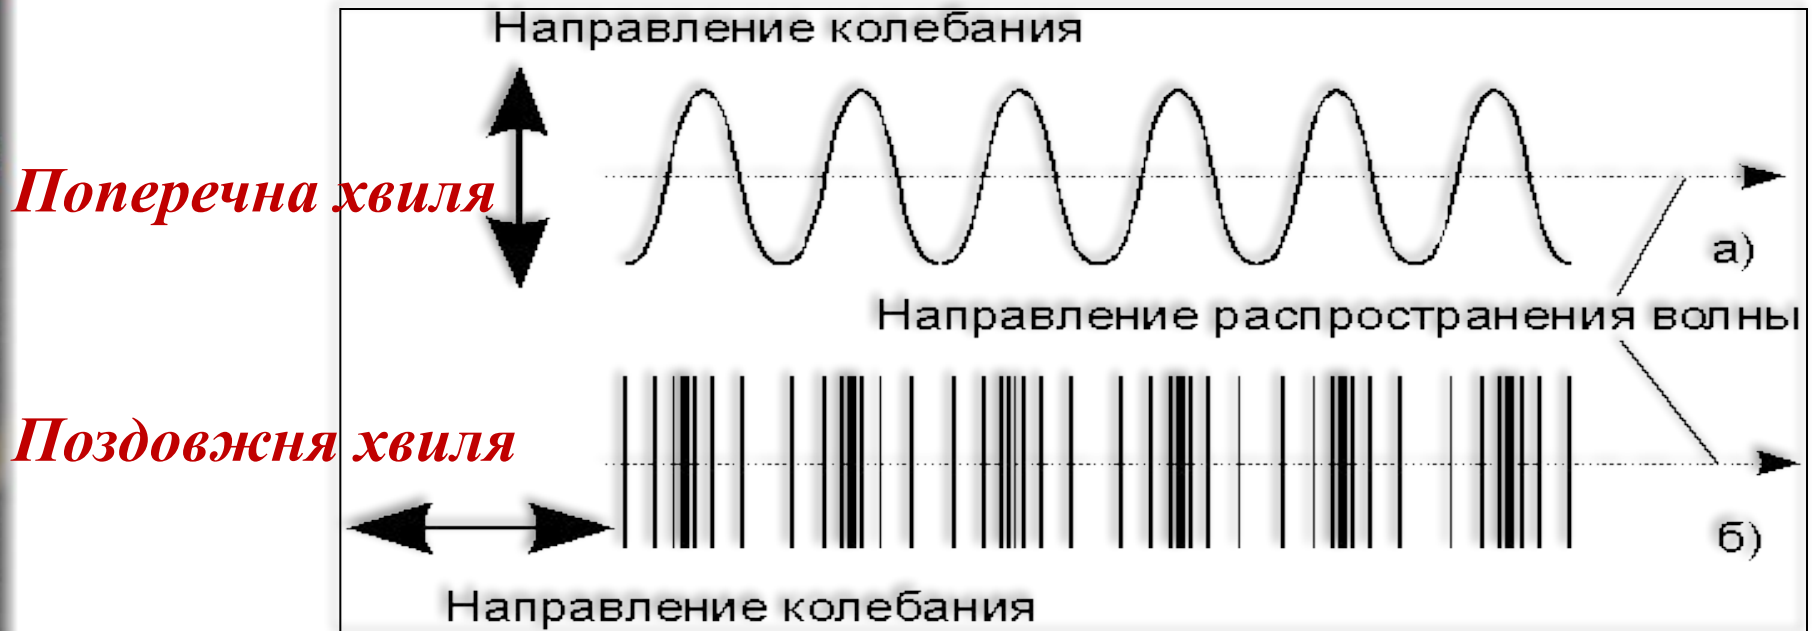 Направление колебания
Поперечна хвиля
а)
Направление распространения волны
Поздовжня хвиля
б)
Направление колебания